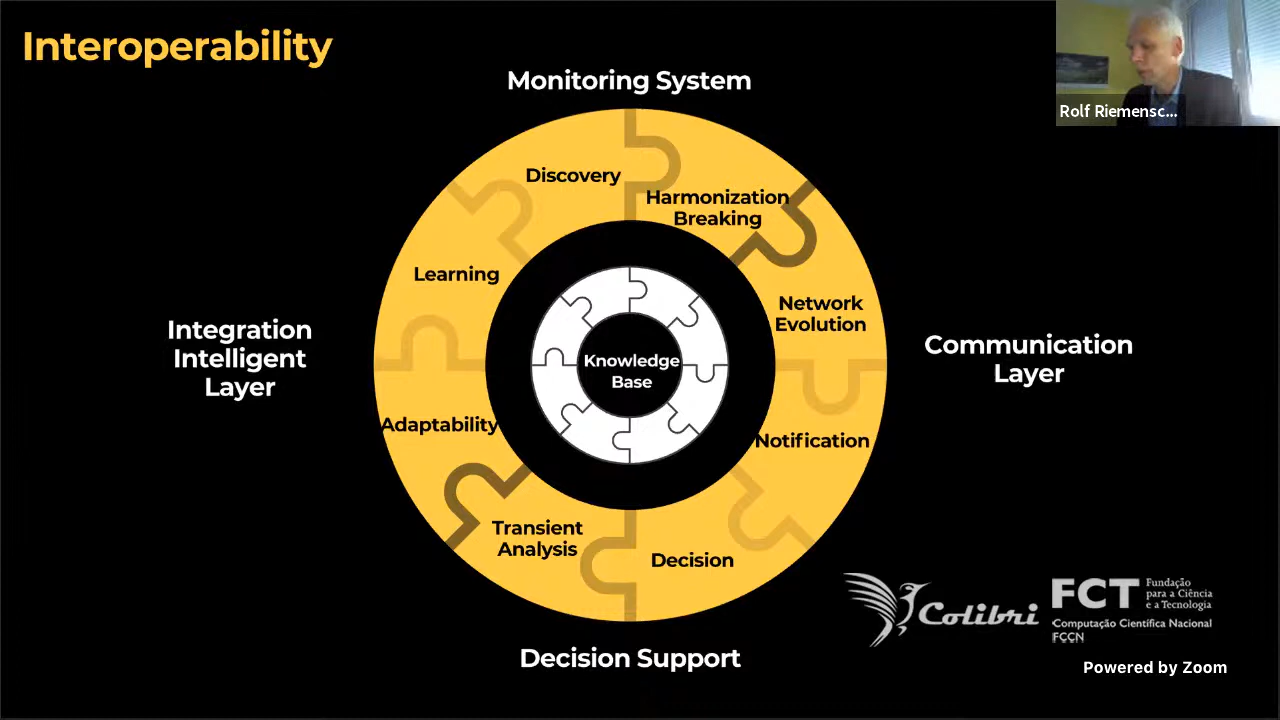 Interoperability
Rolf Riemensc...
Monitoring System
Discovery
Harmonization
Breaking
Learning
Network
Evolution
Integration
Intelligent
Layer
Communication
Layer
Knowledge
Base
Adaptability
Notification
Transient
Analysis
Decision
Decision Support
Colibri
FCT
Fundação
para a Ciência
e a Tecnologia
Computação Científica Nacional
FCCN
Powered by Zoom